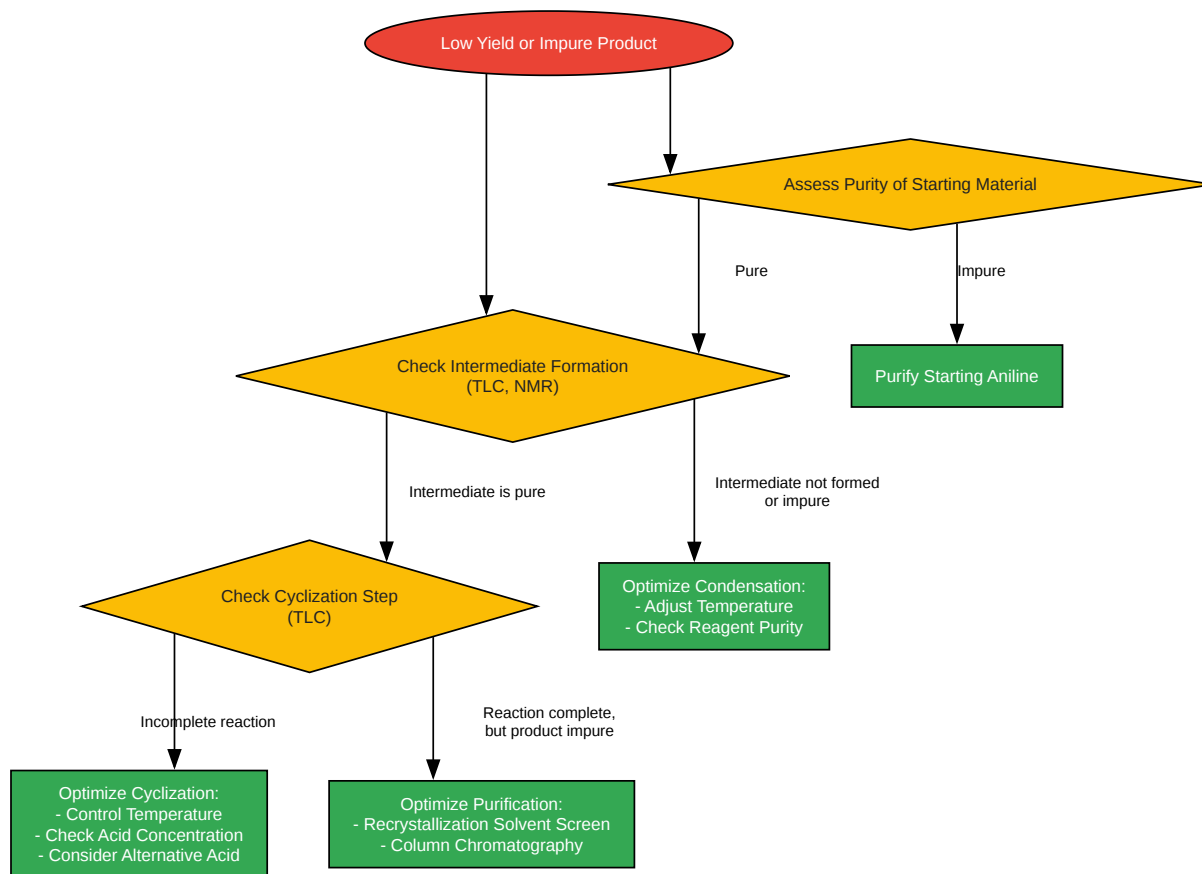 Low Yield or Impure Product
Assess Purity of Starting Material
Pure
Impure
Check Intermediate Formation
(TLC, NMR)
Purify Starting Aniline
Intermediate is pure
Intermediate not formed
or impure
Check Cyclization Step
(TLC)
Optimize Condensation:
- Adjust Temperature
- Check Reagent Purity
Incomplete reaction
Reaction complete,
but product impure
Optimize Cyclization:
- Control Temperature
- Check Acid Concentration
- Consider Alternative Acid
Optimize Purification:
- Recrystallization Solvent Screen
- Column Chromatography